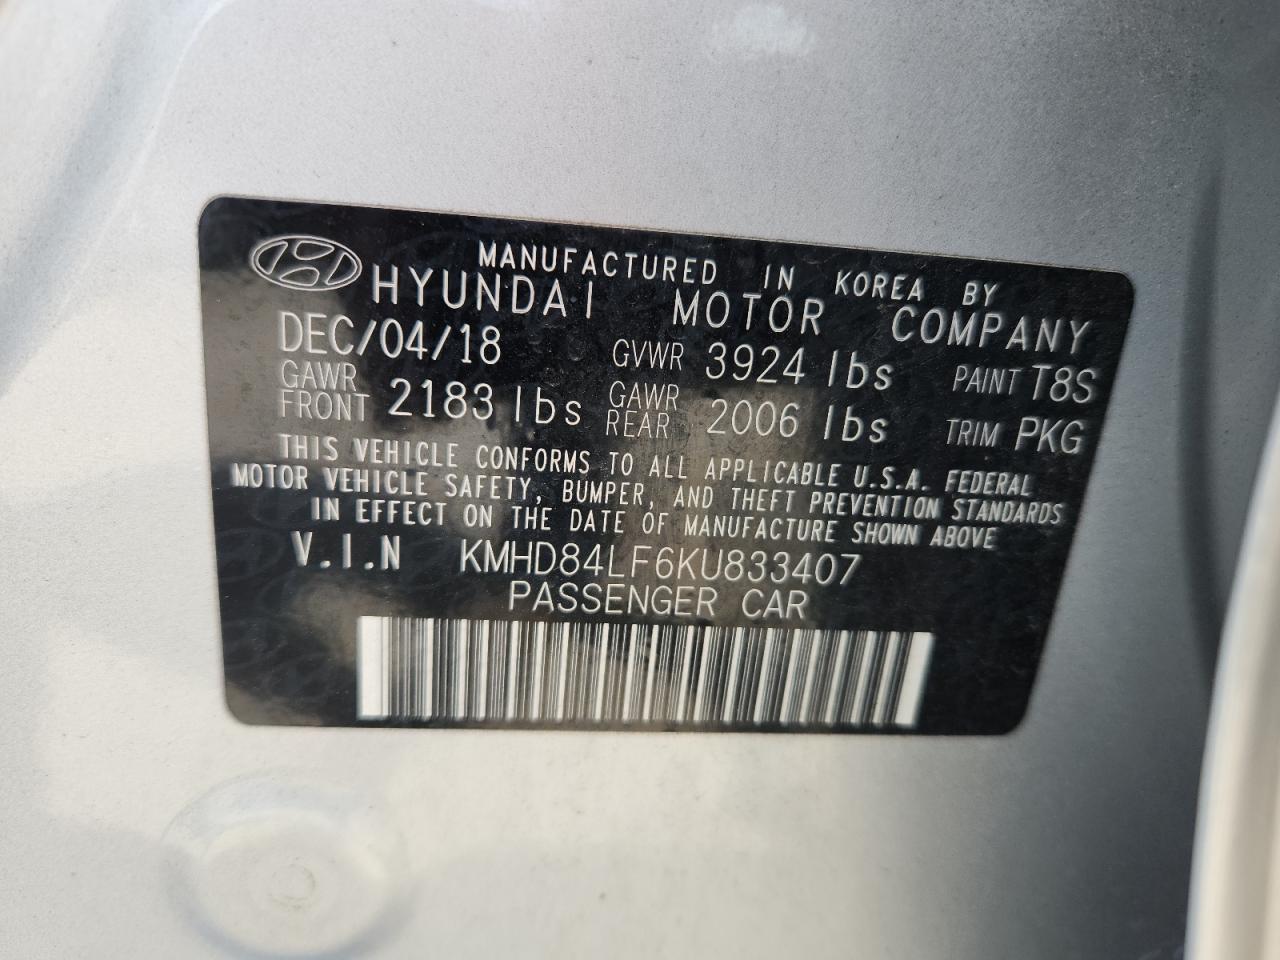 MANUFACTURED IN KOREA BY
HYUNDAI MOTOR COMPANY
DEC/04/18 GVWR 3924 lbs PAINT T8S
GAWR FRONT 2183 lbs GAWR REAR 2006 lbs TRIM PKG
THIS VEHICLE CONFORMS TO ALL APPLICABLE U.S.A. FEDERAL
MOTOR VEHICLE SAFETY, BUMPER, AND THEFT PREVENTION STANDARDS
IN EFFECT ON THE DATE OF MANUFACTURE SHOWN ABOVE
V.I.N KMHD84LF6KU833407
PASSENGER CAR